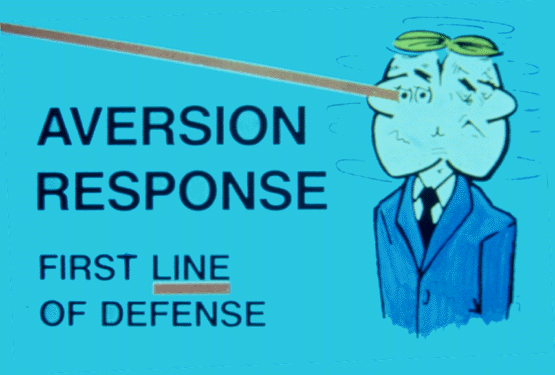 AVERSION
RESPONSE
FIRST LINE
OF DEFENSE